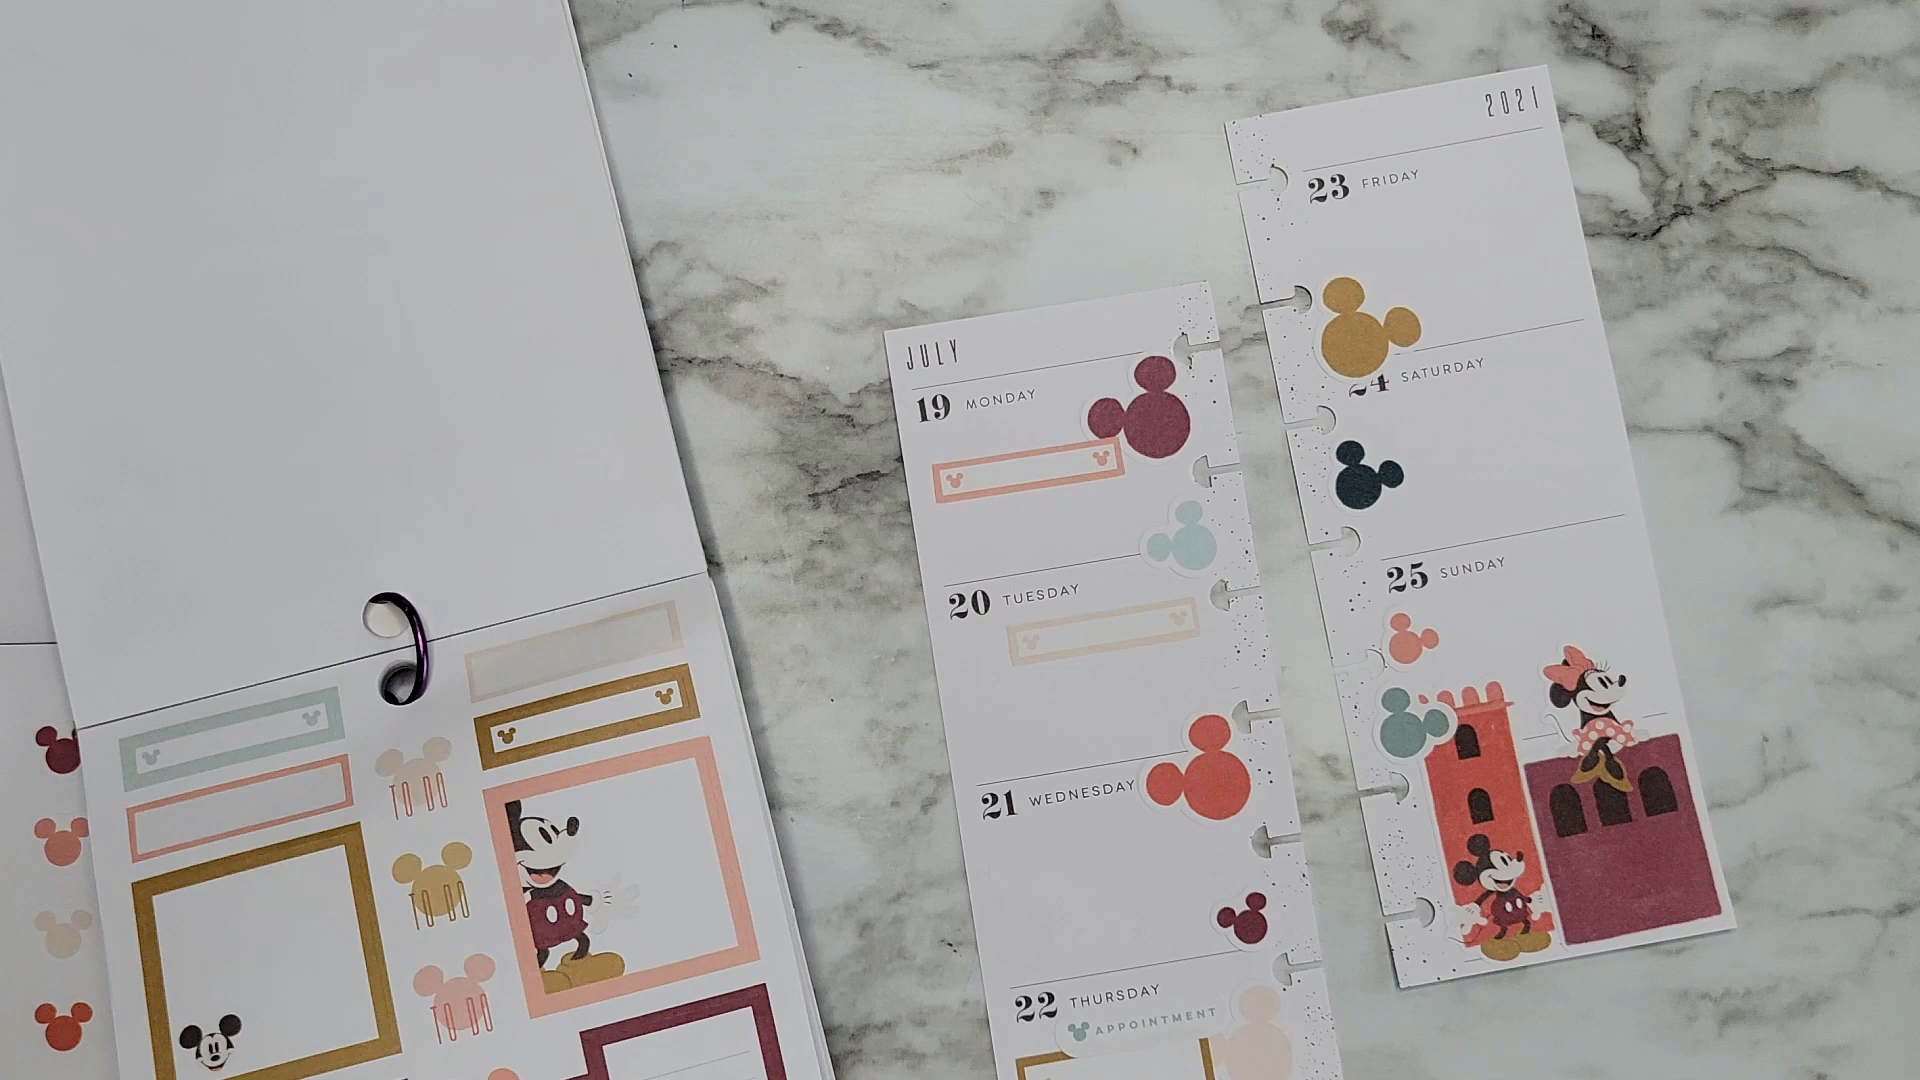 TO DO
TO DO
TO DO
JULY
19 MONDAY
20 TUESDAY
21 WEDNESDAY
22 THURSDAY
APPOINTMENT
2021
23 FRIDAY
24 SATURDAY
25 SUNDAY